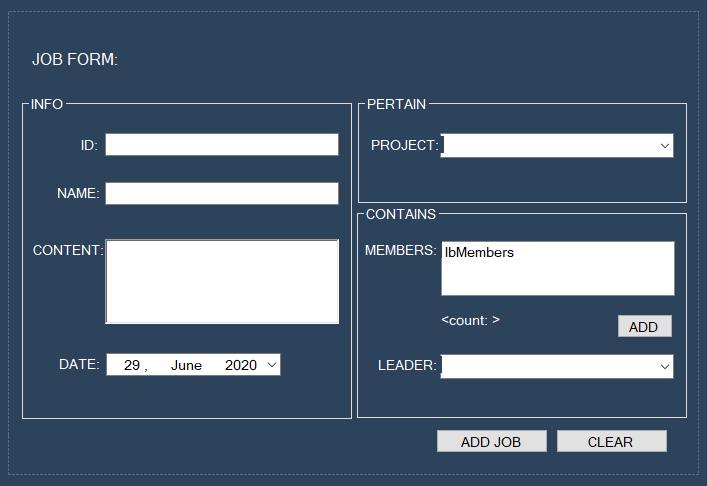 JOB FORM:
INFO
ID:
NAME:
CONTENT:
DATE: 29 , June 2020
PERTAIN
PROJECT:
CONTAINS
MEMBERS: lbMembers
<count: >
ADD
LEADER:
ADD JOB
CLEAR